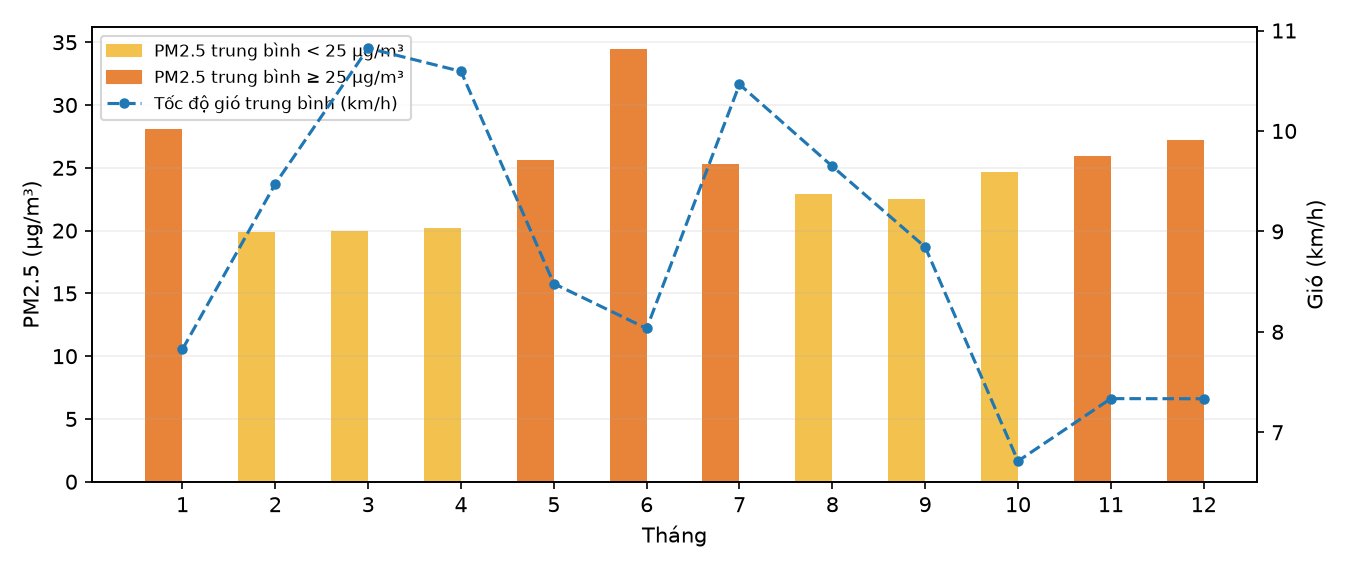 PM2.5 trung bình < 25 µg/m³
PM2.5 trung bình ≥ 25 µg/m³
Tốc độ gió trung bình (km/h)
PM2.5 (µg/m³)
35
30
25
20
15
10
5
0
11
10
9
8
7
Gió (km/h)
1 2 3 4 5 6 7 8 9 10 11 12
Tháng